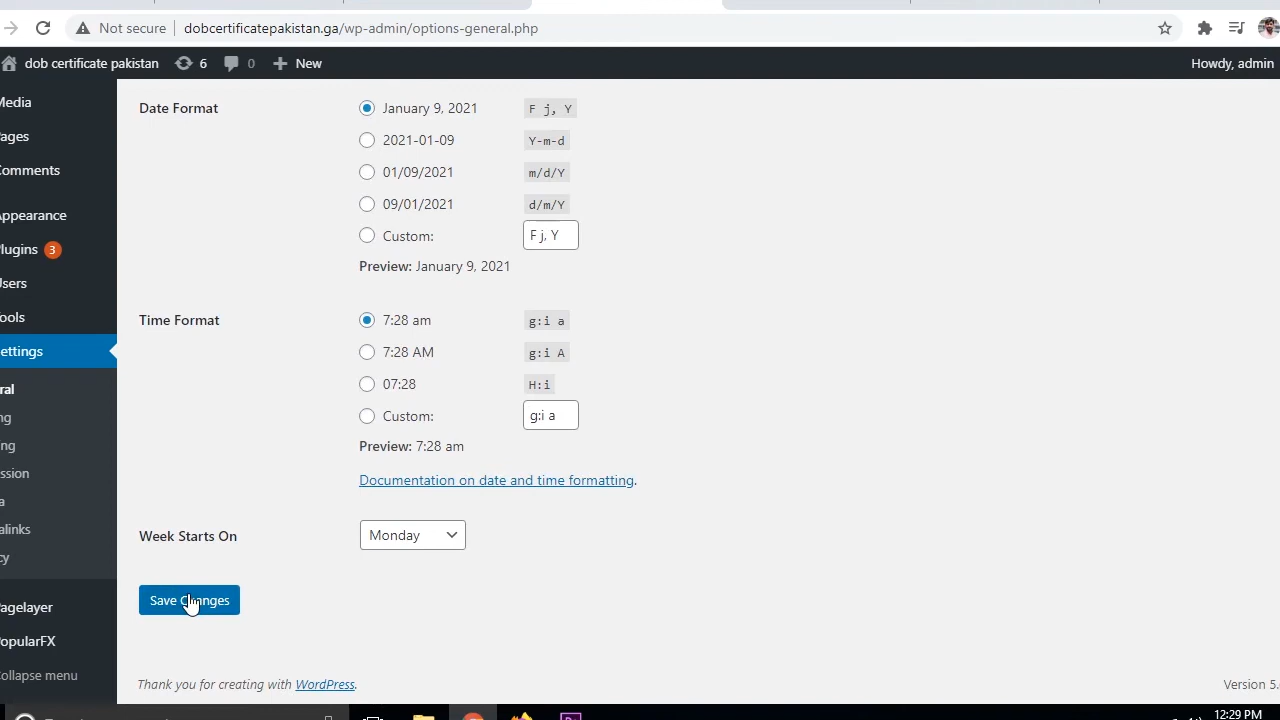 Not secure dobcertificatepakistan.ga/wp-admin/options-general.php
dob certificate pakistan 6 0 New Howdy, admin
Media
ages
omments
ppearance
lugins 3
sers
ools
ettings
ral
ng
ng
ssion
a
alinks
cy
agelayer
opularFX
ollapse menu
Date Format
January 9, 2021 F j, Y
2021-01-09 Y-m-d
01/09/2021 m/d/Y
09/01/2021 d/m/Y
Custom: F j, Y
Preview: January 9, 2021
Time Format
7:28 am g:i a
7:28 AM g:i A
07:28 H:i
Custom: g:i a
Preview: 7:28 am
Documentation on date and time formatting.
Week Starts On Monday
Save Changes
Thank you for creating with WordPress. Version 5.
12:29 PM